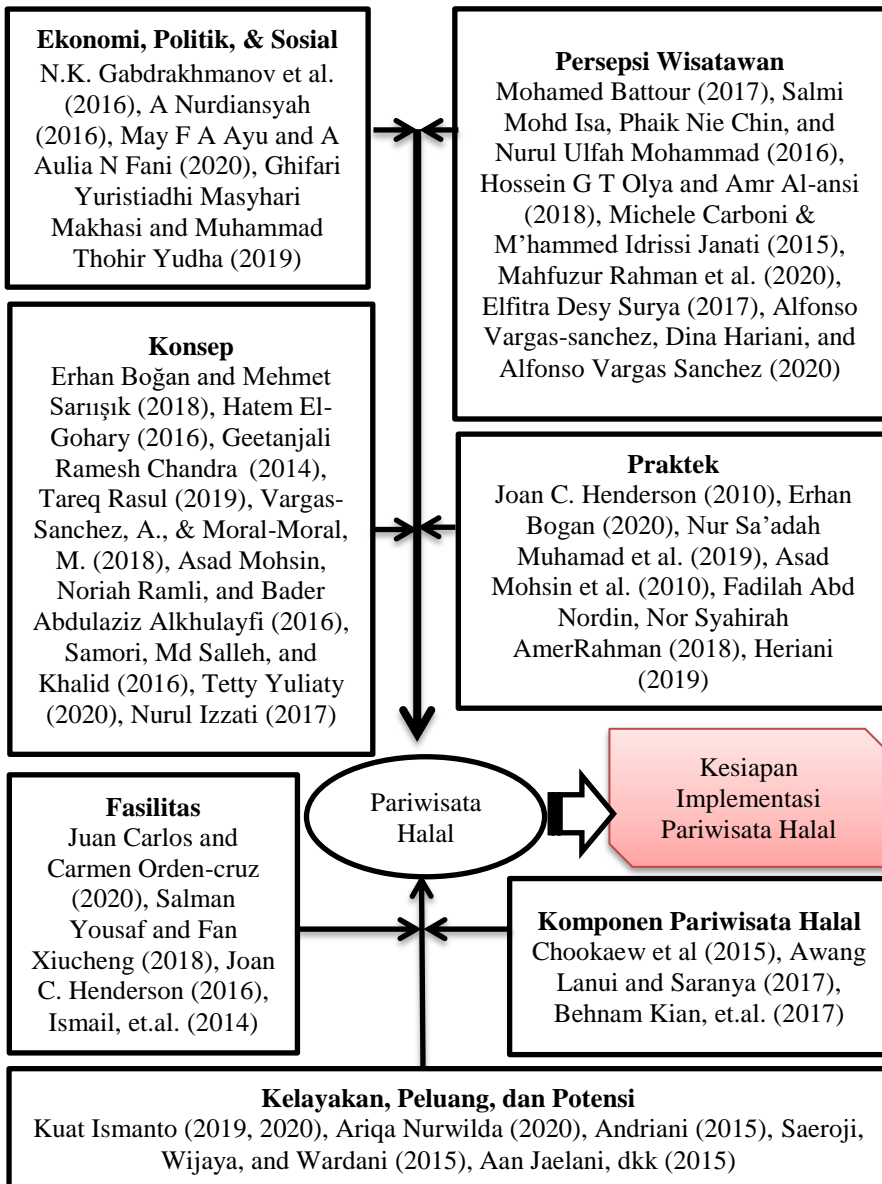 Ekonomi, Politik, & Sosial
N.K. Gabdrakhmanov et al.
(2016), A Nurdiansyah
(2016), May F A Ayu and A
Aulia N Fani (2020), Ghifari
Yuristiadhi Masyhari
Makhasi and Muhammad
Thohir Yudha (2019)
Persepsi Wisatawan
Mohamed Battour (2017), Salmi
Mohd Isa, Phaik Nie Chin, and
Nurul Ulfah Mohammad (2016),
Hossein G T Olya and Amr Al-ansi
(2018), Michele Carboni &
M’hammed Idrissi Janati (2015),
Mahfuzur Rahman et al. (2020),
Elfitra Desy Surya (2017), Alfonso
Vargas-sanchez, Dina Hariani, and
Alfonso Vargas Sanchez (2020)
Konsep
Erhan Boğan and Mehmet
Sarıışık (2018), Hatem El-
Gohary (2016), Geetanjali
Ramesh Chandra (2014),
Tareq Rasul (2019), Vargas-
Sanchez, A., & Moral-Moral,
M. (2018), Asad Mohsin,
Noriah Ramli, and Bader
Abdulaziz Alkhulayfi (2016),
Samori, Md Salleh, and
Khalid (2016), Tetty Yuliaty
(2020), Nurul Izzati (2017)
Praktek
Joan C. Henderson (2010), Erhan
Bogan (2020), Nur Sa’adah
Muhamad et al. (2019), Asad
Mohsin et al. (2010), Fadilah Abd
Nordin, Nor Syahirah
AmerRahman (2018), Heriani
(2019)
Pariwisata
Halal
Kesiapan
Implementasi
Pariwisata Halal
Fasilitas
Juan Carlos and
Carmen Orden-cruz
(2020), Salman
Yousaf and Fan
Xiucheng (2018), Joan
C. Henderson (2016),
Ismail, et.al. (2014)
Komponen Pariwisata Halal
Chookaew et al (2015), Awang
Lanui and Saranya (2017),
Behnam Kian, et.al. (2017)
Kelayakan, Peluang, dan Potensi
Kuat Ismanto (2019, 2020), Ariqa Nurwilda (2020), Andriani (2015), Saeroji,
Wijaya, and Wardani (2015), Aan Jaelani, dkk (2015)